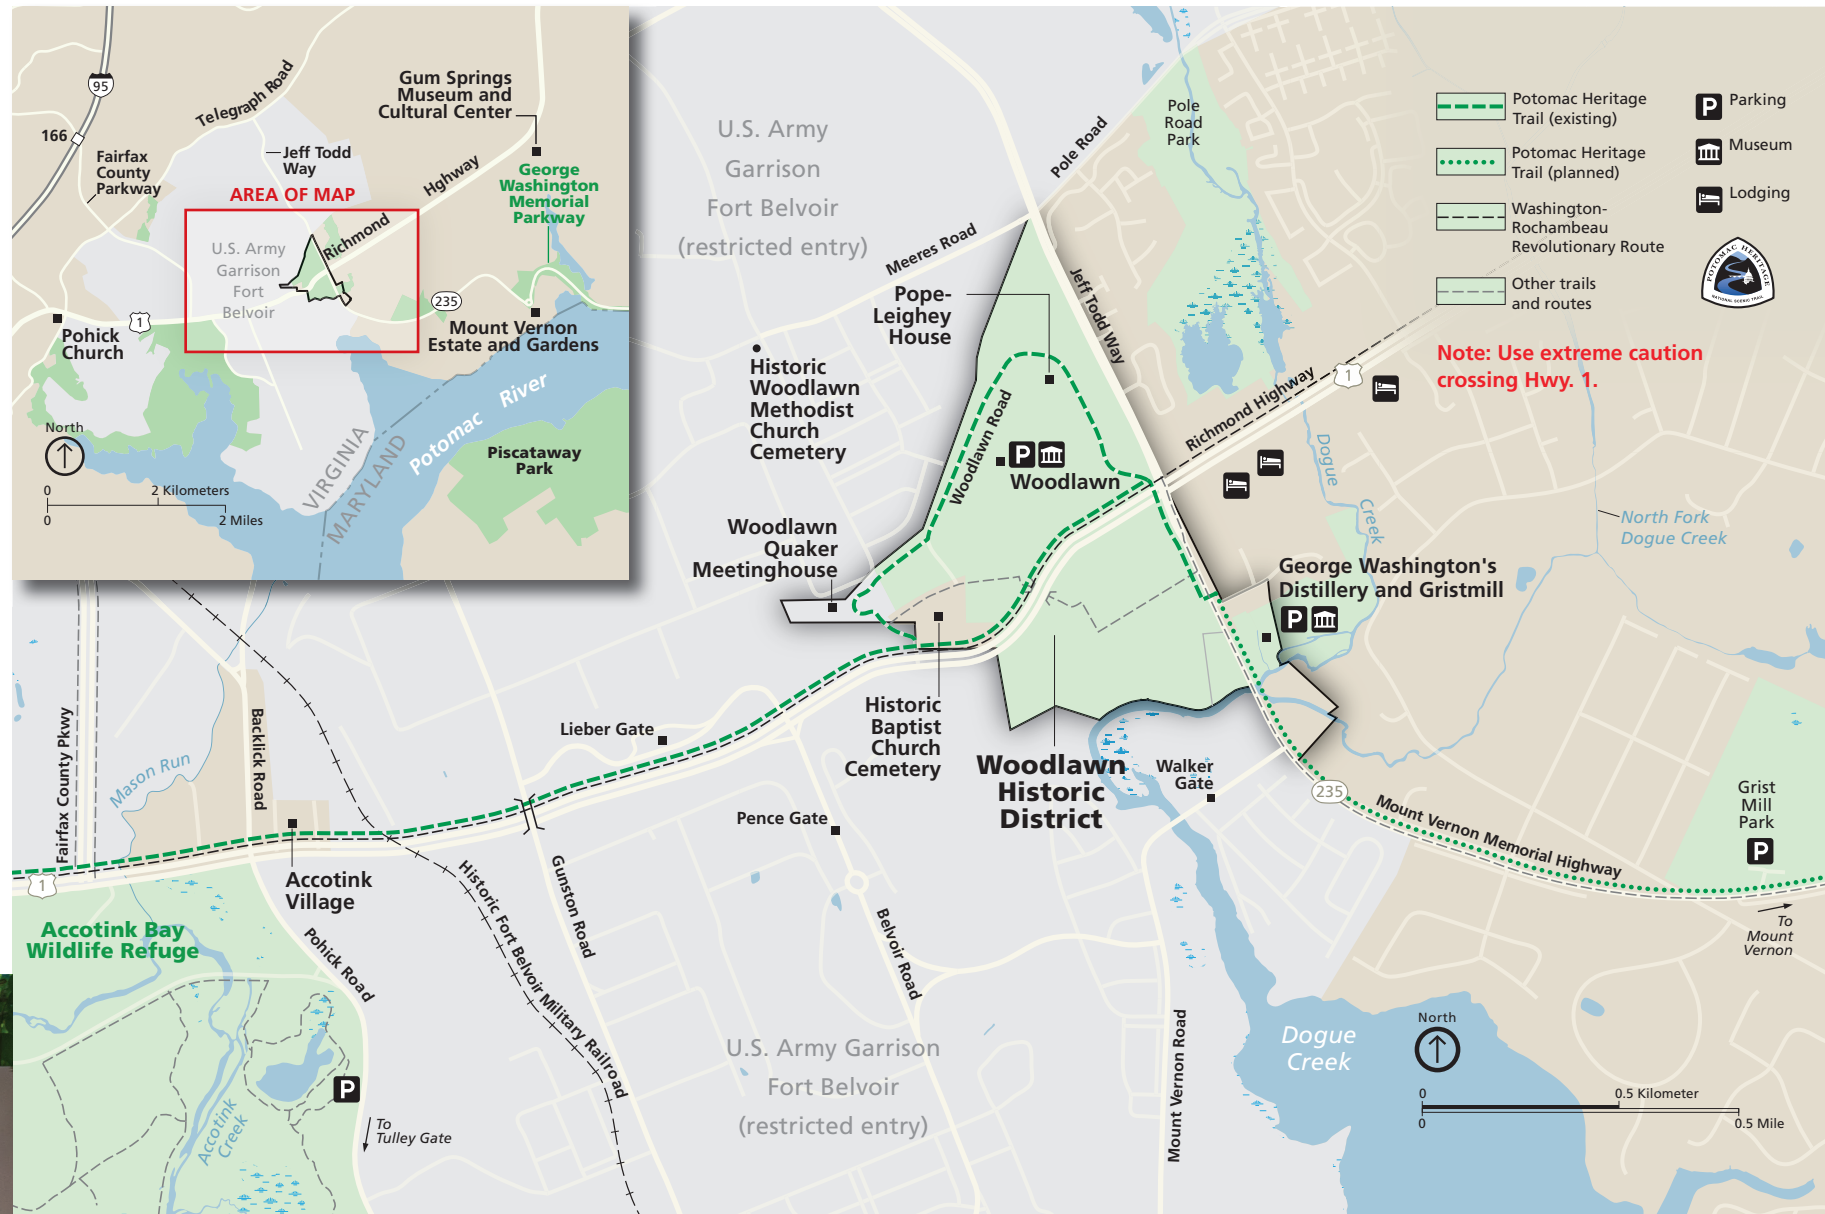 95
166
Telegraph Road
Gum Springs
Museum and
Cultural Center
Fairfax
County
Parkway
Jeff Todd
Way
AREA OF MAP
Hghway
George
Washington
Memorial
Parkway
U.S. Army
Garrison
Fort
Belvoir
Richmond
235
1
Pohick
Church
Mount Vernon
Estate and Gardens
Potomac River
North
0
2 Kilometers
0
2 Miles
VIRGINIA
MARYLAND
Piscataway
Park
U.S. Army
Garrison
Fort Belvoir
(restricted entry)
Meeres Road
Pole Road
Pole
Road
Park
Jeff Todd Way
Pope-
Leighey
House
Historic
Woodlawn
Methodist
Church
Cemetery
Woodlawn Road
P
Woodlawn
Richmond Highway
1
Woodlawn
Quaker
Meetinghouse
Potomac Heritage
Trail (existing)
Potomac Heritage
Trail (planned)
Washington-
Rochambeau
Revolutionary Route
Other trails
and routes
P
Parking
Museum
Lodging
POTOMAC HERITAGE
NATIONAL SCENIC TRAIL
Note: Use extreme caution
crossing Hwy. 1.
Dogue
Creek
North Fork
Dogue Creek
George Washington's
Distillery and Gristmill
P
Historic
Baptist
Church
Cemetery
Woodlawn
Historic
District
Walker
Gate
Lieber Gate
Pence Gate
235
Mount Vernon Memorial Highway
Grist
Mill
Park
P
To
Mount
Vernon
Fairfax County Pkwy
Mason Run
Backlick Road
1
Accotink
Village
Accotink Bay
Wildlife Refuge
Pohick Road
Historic Fort Belvoir Military Railroad
Gunston Road
Belvoir Road
Mount Vernon Road
U.S. Army Garrison
Fort Belvoir
(restricted entry)
P
To
Tulley Gate
Accotink
Creek
Dogue
Creek
North
0
0.5 Kilometer
0
0.5 Mile